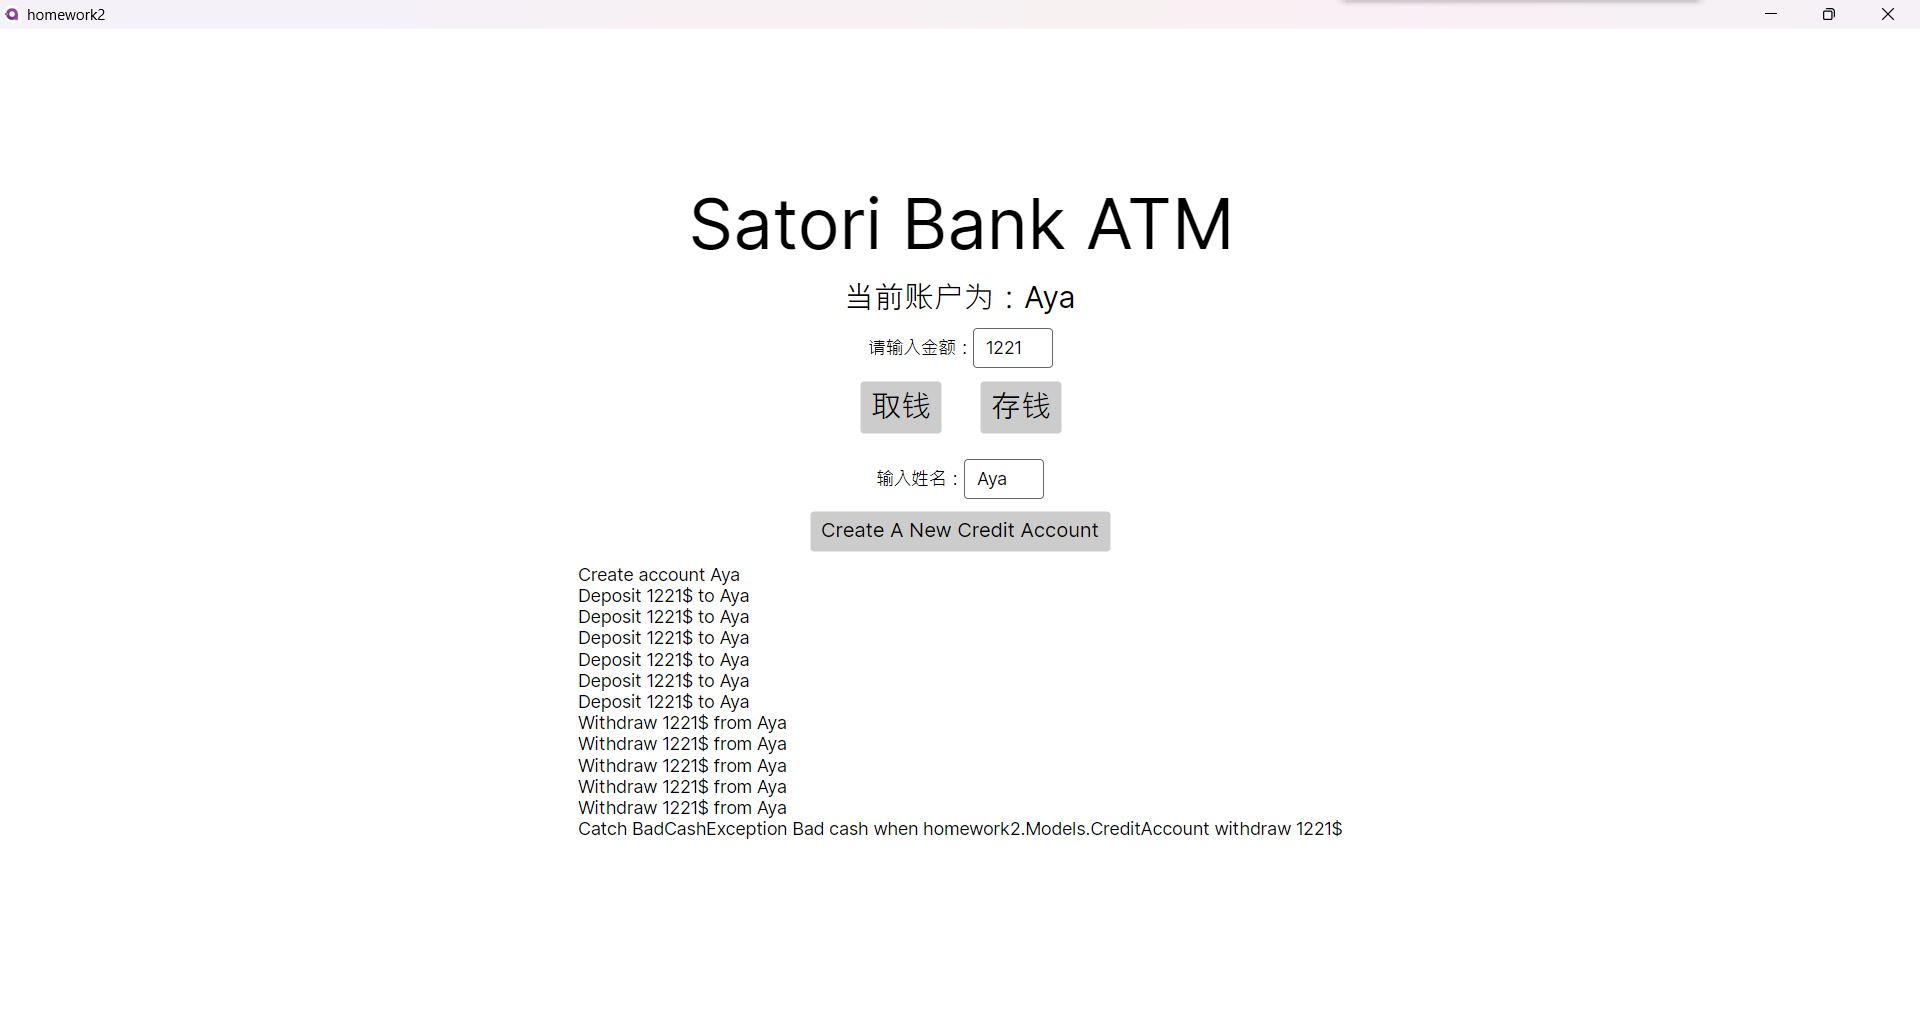 homework2
Satori Bank ATM
当前账户为：Aya
请输入金额： 1221
取钱 存钱
输入姓名： Aya
Create A New Credit Account
Create account Aya
Deposit 1221$ to Aya
Deposit 1221$ to Aya
Deposit 1221$ to Aya
Deposit 1221$ to Aya
Deposit 1221$ to Aya
Deposit 1221$ to Aya
Withdraw 1221$ from Aya
Withdraw 1221$ from Aya
Withdraw 1221$ from Aya
Withdraw 1221$ from Aya
Withdraw 1221$ from Aya
Catch BadCashException Bad cash when homework2.Models.CreditAccount withdraw 1221$